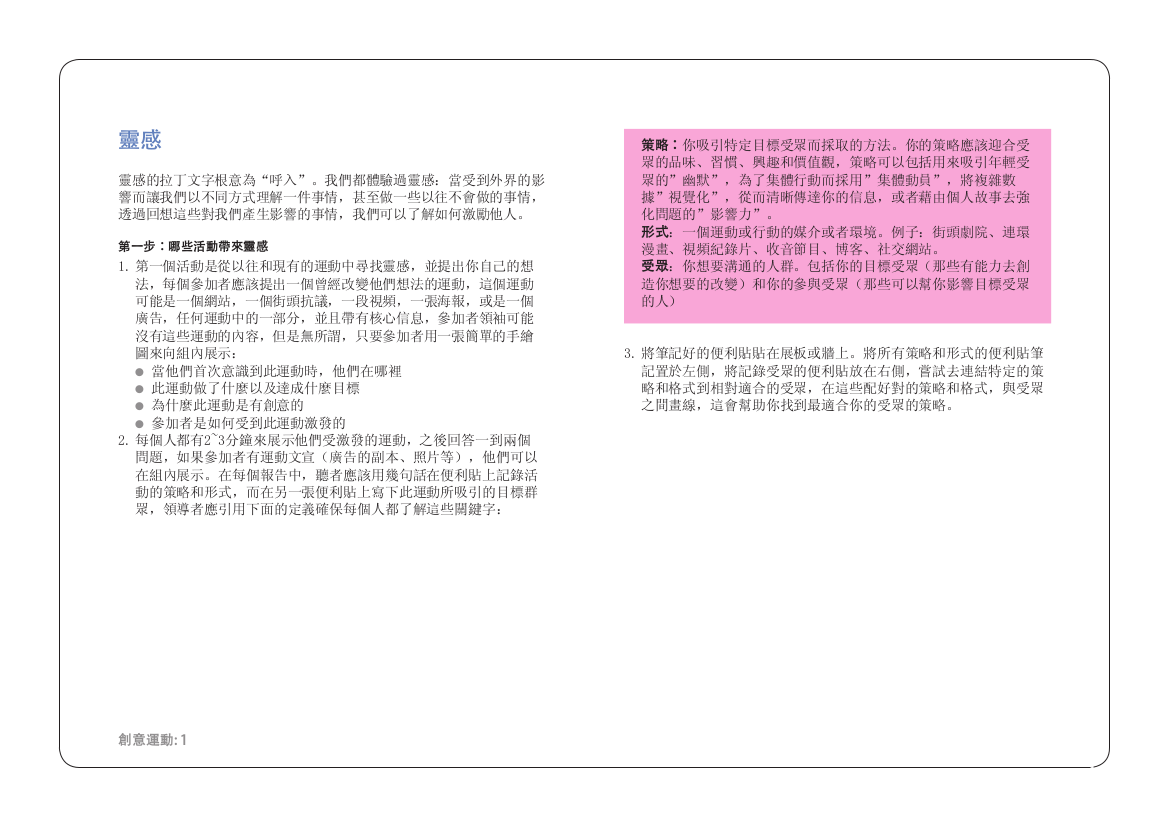 靈感
靈感的拉丁文字根意為“呼入”。我們都體驗過靈感：當受到外界的影
響而讓我們以不同方式理解一件事情，甚至做一些以往不會做的事情，
透過回想這些對我們產生影響的事情，我們可以了解如何激勵他人。
第一步：哪些活動帶來靈感
1. 第一個活動是從以往和現有的運動中尋找靈感，並提出你自己的想
法，每個參加者應該提出一個曾經改變他們想法的運動，這個運動
可能是一個網站，一個街頭抗議，一段視頻，一張海報，或是一個
廣告，任何運動中的一部分，並且帶有核心信息，參加者領袖可能
沒有這些運動的內容，但是無所謂，只要參加者用一張簡單的手繪
圖來向組內展示：
● 當他們首次意識到此運動時，他們在哪裡
● 此運動做了什麼以及達成什麼目標
● 為什麼此運動是有創意的
● 參加者是如何受到此運動激發的
2. 每個人都有2~3分鐘來展示他們受激發的運動，之後回答一到兩個
問題，如果參加者有運動文宣（廣告的副本、照片等），他們可以
在組內展示。在每個報告中，聽者應該用幾句話在便利貼上記錄活
動的策略和形式，而在另一張便利貼上寫下此運動所吸引的目標群
眾，領導者應引用下面的定義確保每個人都了解這些關鍵字：
策略：你吸引特定目標受眾而採取的方法。你的策略應該迎合受
眾的品味、習慣、興趣和價值觀，策略可以包括用來吸引年輕受
眾的”幽默”，為了集體行動而採用”集體動員”，將複雜數
據”視覺化”，從而清晰傳達你的信息，或者藉由個人故事去強
化問題的”影響力”。
形式：一個運動或行動的媒介或者環境。例子：街頭劇院、連環
漫畫、視頻紀錄片、收音節目、博客、社交網站。
受眾：你想要溝通的人群。包括你的目標受眾（那些有能力去創
造你想要的改變）和你的參與受眾（那些可以幫你影響目標受眾
的人）
3. 將筆記好的便利貼貼在展板或牆上。將所有策略和形式的便利貼筆
記置於左側，將記錄受眾的便利貼放在右側，嘗試去連結特定的策
略和格式到相對適合的受眾，在這些配好對的策略和格式，與受眾
之間畫線，這會幫助你找到最適合你的受眾的策略。
創意運動: 1